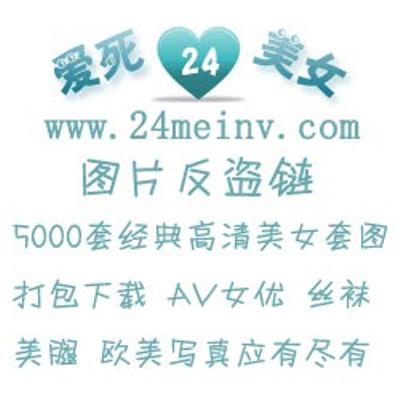 爱死 24 美女
www.24meinv.com
图片反盗链
5000套经典高清美女套图
打包下载 AV女优 丝袜
美腿 欧美写真应有尽有